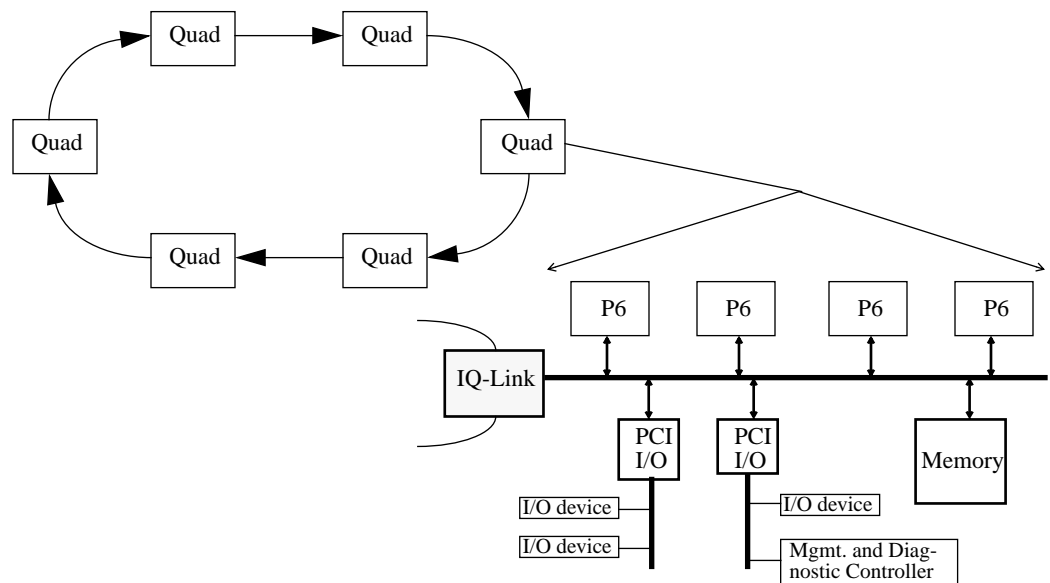 Quad
Quad
Quad
Quad
Quad
Quad
P6
P6
P6
P6
IQ-Link
PCI
I/O
PCI
I/O
Memory
I/O device
I/O device
I/O device
Mgmt. and Diag-
nostic Controller